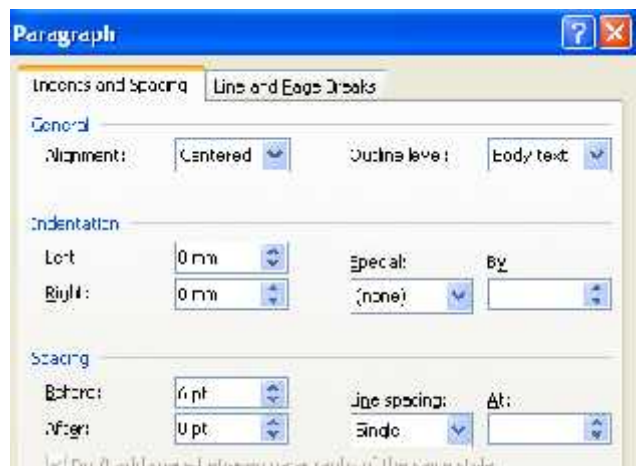 Paragraph
Indents and Spacing Line and Page Breaks
General
Alignment: Centered Outline level: Body text
Indentation
Left 0 mm Special: By
Right: 0 mm (none)
Spacing
Before: 6 pt Line spacing: At:
After: 0 pt Single